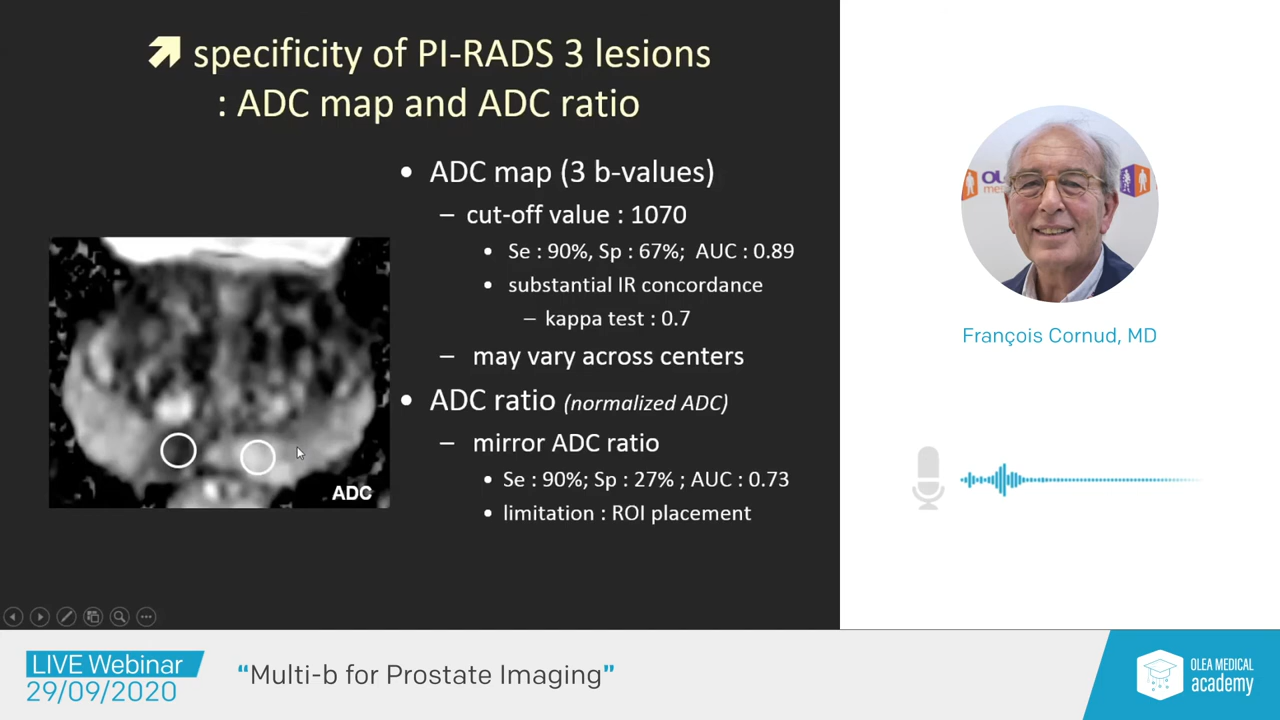 specificity of PI-RADS 3 lesions
: ADC map and ADC ratio
• ADC map (3 b-values)
– cut-off value : 1070
• Se : 90%, Sp : 67%; AUC : 0.89
• substantial IR concordance
– kappa test : 0.7
– may vary across centers
• ADC ratio (normalized ADC)
– mirror ADC ratio
• Se : 90%; Sp : 27% ; AUC : 0.73
• limitation : ROI placement
ADC
François Cornud, MD
LIVE Webinar
29/09/2020
“Multi-b for Prostate Imaging”
OLEA MEDICAL
academy